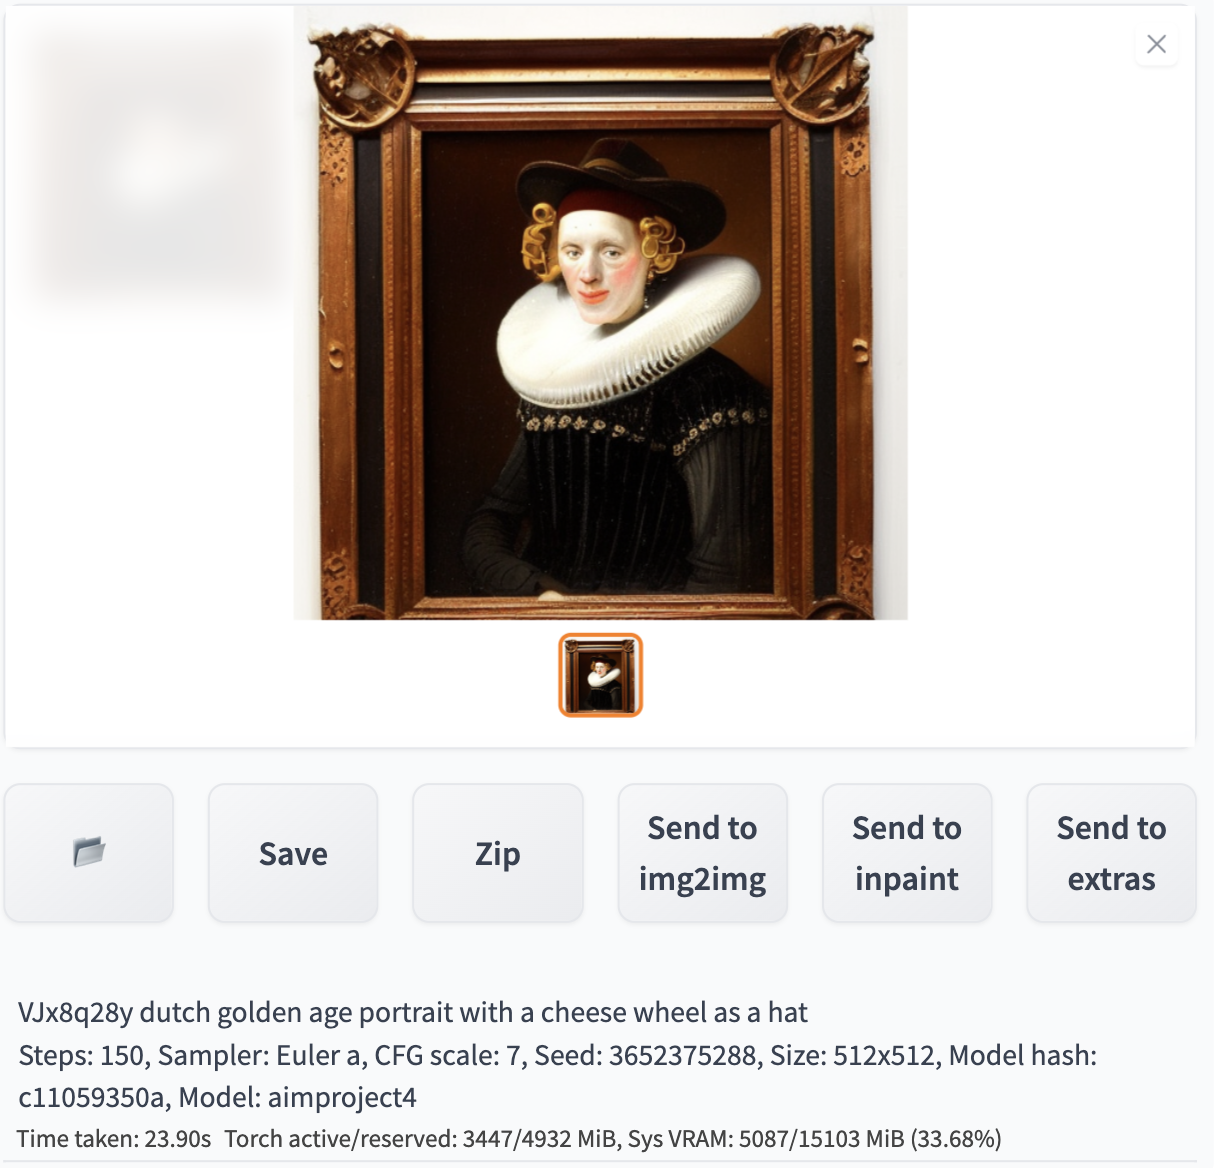 Save
Zip
Send to
img2img
Send to
inpaint
Send to
extras
VJx8q28y dutch golden age portrait with a cheese wheel as a hat
Steps: 150, Sampler: Euler a, CFG scale: 7, Seed: 3652375288, Size: 512x512, Model hash:
c11059350a, Model: aimproject4
Time taken: 23.90s Torch active/reserved: 3447/4932 MiB, Sys VRAM: 5087/15103 MiB (33.68%)